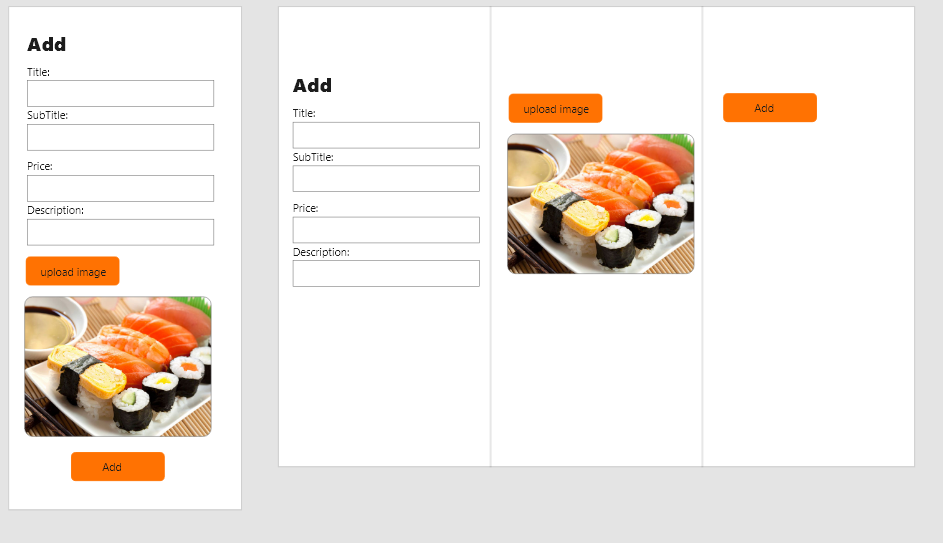 Add
Title:
SubTitle:
Price:
Description:
upload image
Add
Add
Title:
SubTitle:
Price:
Description:
upload image
Add